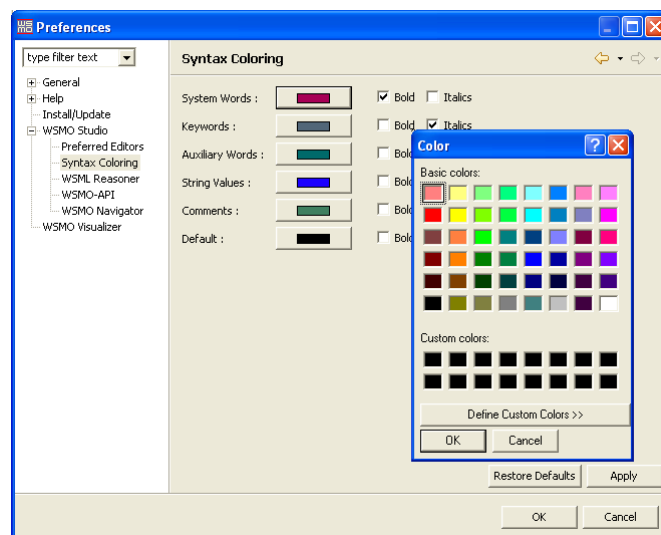 WS MO Preferences
type filter text
Syntax Coloring
General
Help
Install/Update
WSMO Studio
Preferred Editors
Syntax Coloring
WSML Reasoner
WSMO-API
WSMO Navigator
WSMO Visualizer
System Words : Bold Italics
Keywords : Bold Italics
Auxiliary Words : Bold
String Values : Bold
Comments : Bold
Default : Bold
Color
Basic colors:
Custom colors:
Define Custom Colors >>
OK Cancel
Restore Defaults Apply
OK Cancel